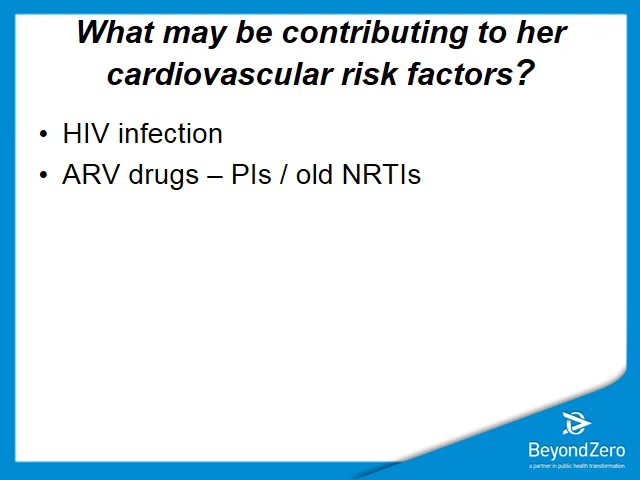 What may be contributing to her
cardiovascular risk factors?
• HIV infection
• ARV drugs – PIs / old NRTIs
BeyondZero
a partner in public health transformation